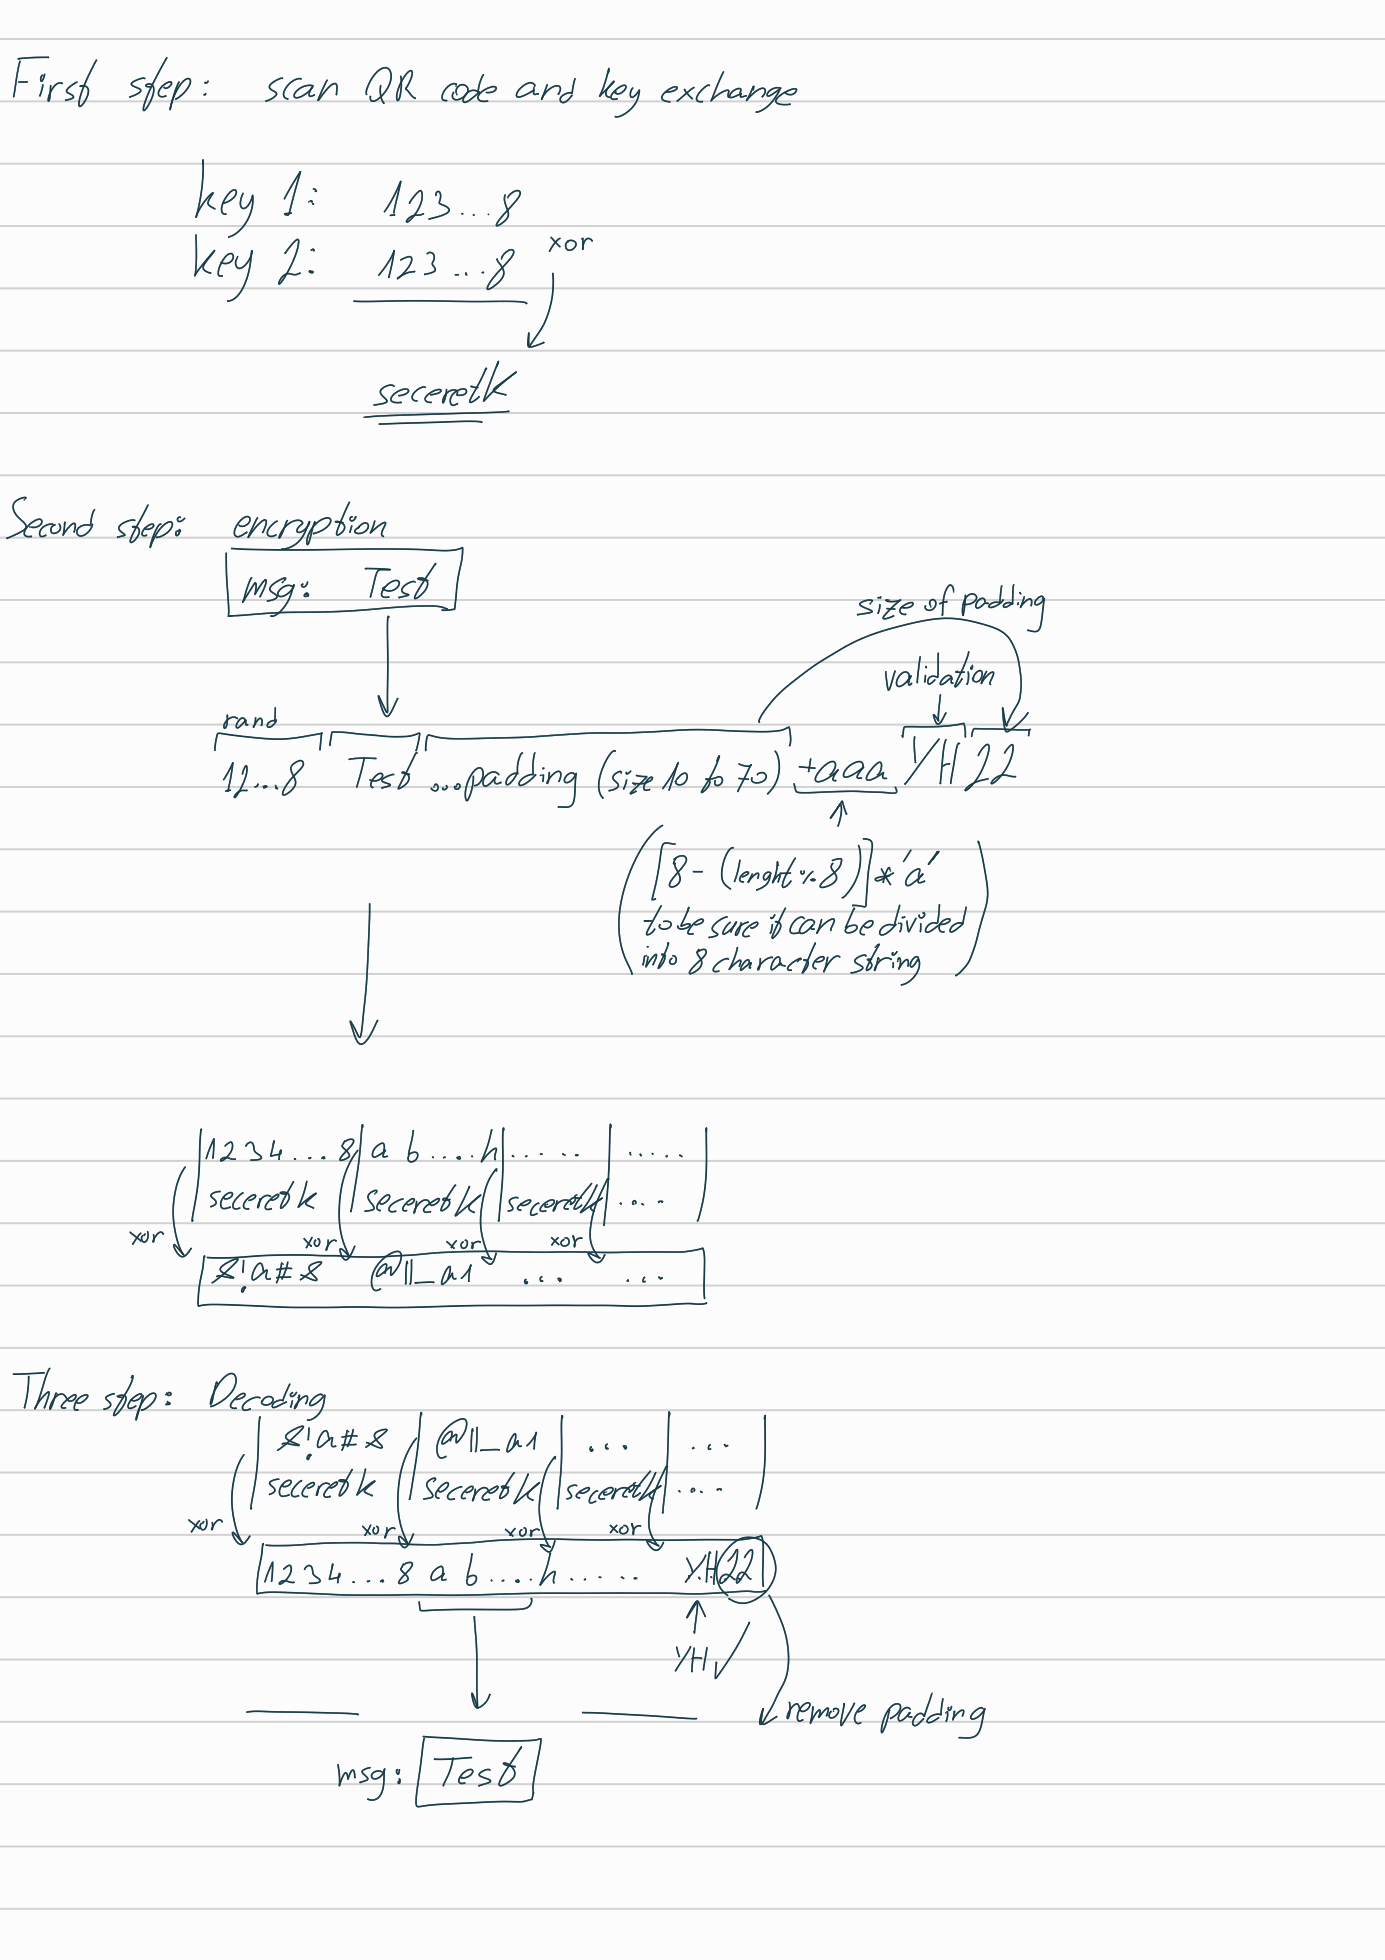 First step: scan QR code and key exchange
key 1: 123...8
key 2: 123...8 xor
seceretk
Second step: encryption
msg: Test
size of padding
validation
rand
12...8 Test ...padding (size 10 to 70) +aaa YH 22
([8-(lenght%8)]*'a'
to be sure it can be divided
into 8 character string)
1234...8 a b....h ..... .....
seceretk seceretk seceretk ....
xor xor xor xor
$!a#8 @||_a1 ... ...
Three step: Decoding
$!a#8 @||_a1 ... ...
seceretk seceretk seceretk ....
xor xor xor xor
1234...8 a b....h ..... YH22
YH✓
remove padding
msg: Test